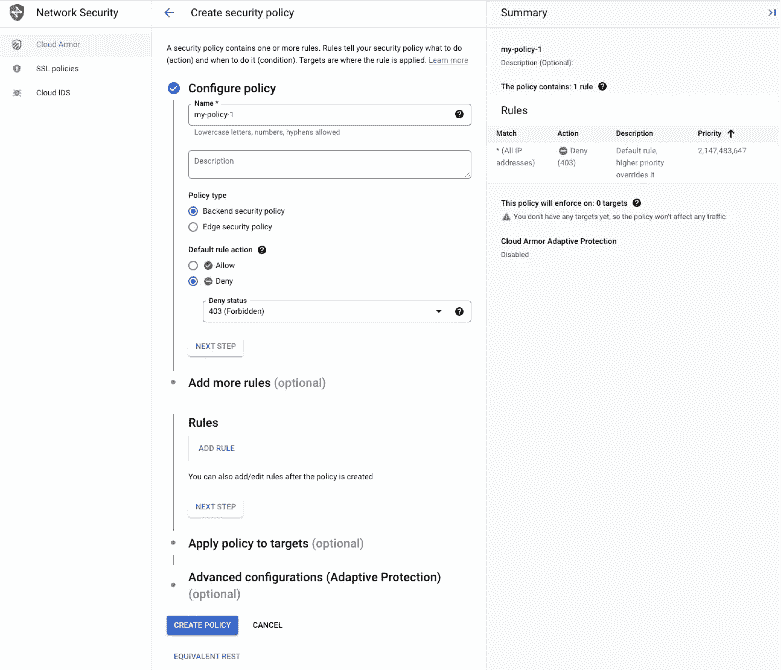 Network Security
Cloud Armor
SSL policies
Cloud IDS
Create security policy
A security policy contains one or more rules. Rules tell your security policy what to do
(action) and when to do it (condition). Targets are where the rule is applied. Learn more
Configure policy
Name *
my-policy-1
Lowercase letters, numbers, hyphens allowed
Description
Policy type
Backend security policy
Edge security policy
Default rule action
Allow
Deny
Deny status
403 (Forbidden)
NEXT STEP
Add more rules (optional)
Rules
ADD RULE
You can also add/edit rules after the policy is created
NEXT STEP
Apply policy to targets (optional)
Advanced configurations (Adaptive Protection)
(optional)
CREATE POLICY CANCEL
EQUIVALENT REST
Summary
my-policy-1
Description (Optional):
The policy contains: 1 rule
Rules
Match Action Description Priority
* (All IP Deny Default rule, 2,147,483,647
addresses) (403) higher priority
overrides it
This policy will enforce on: 0 targets
You don't have any targets yet, so the policy won't affect any traffic.
Cloud Armor Adaptive Protection
Disabled